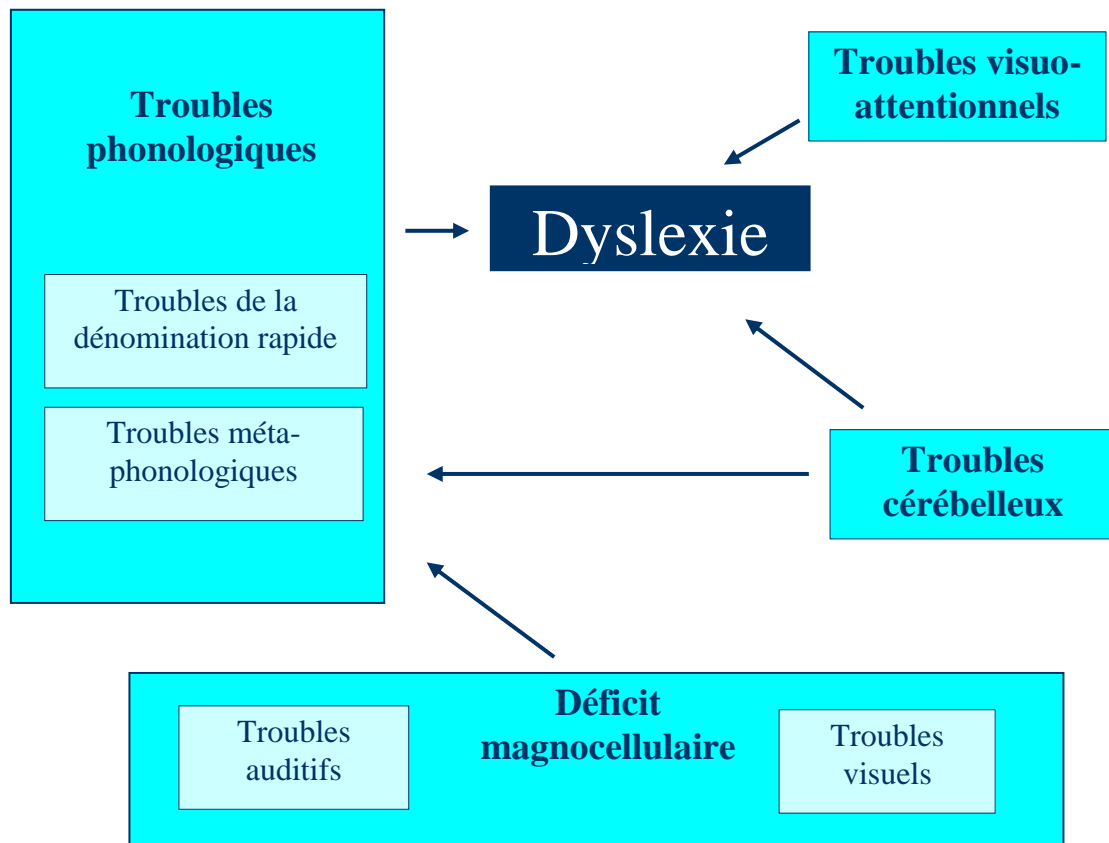 Troubles
phonologiques
Troubles de la
dénomination rapide
Troubles méta-
phonologiques
Troubles visuo-
attentionnels
Dyslexie
Troubles
cérébelleux
Déficit
magnocellulaire
Troubles
auditifs
Troubles
visuels